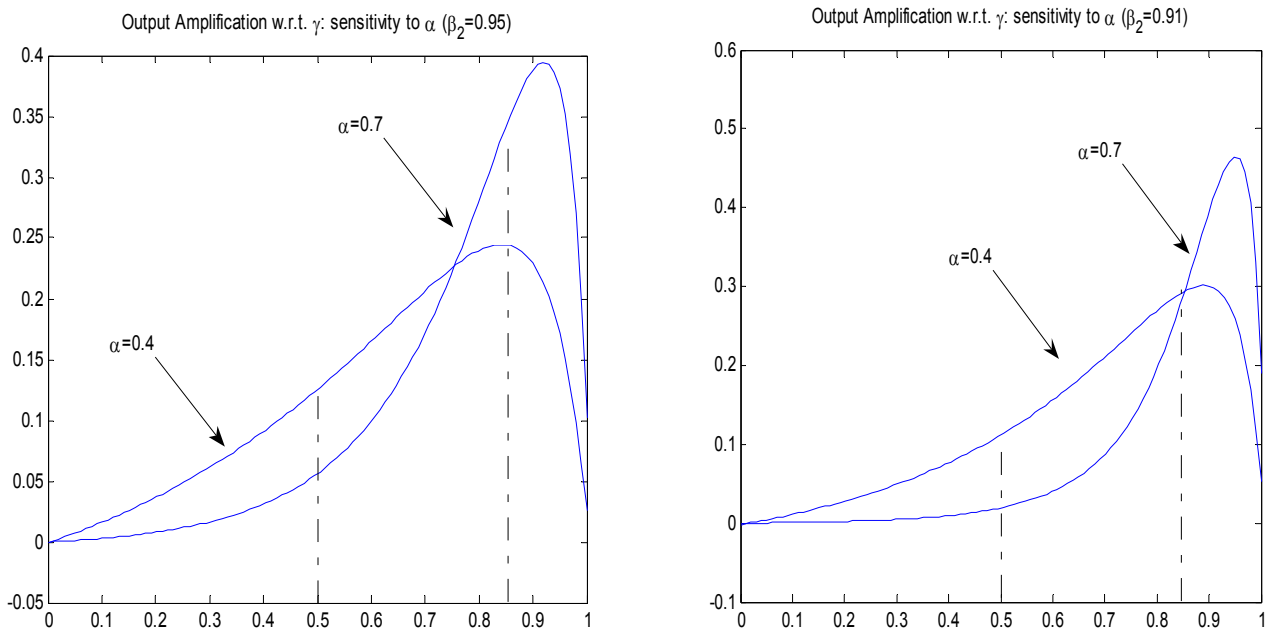 Output Amplification w.r.t. γ: sensitivity to α (β2=0.95)
0.4
0.35
0.3
0.25
0.2
0.15
0.1
0.05
0
-0.05
α=0.7
α=0.4
0 0.1 0.2 0.3 0.4 0.5 0.6 0.7 0.8 0.9 1
Output Amplification w.r.t. γ: sensitivity to α (β2=0.91)
0.6
0.5
0.4
0.3
0.2
0.1
0
-0.1
α=0.7
α=0.4
0 0.1 0.2 0.3 0.4 0.5 0.6 0.7 0.8 0.9 1